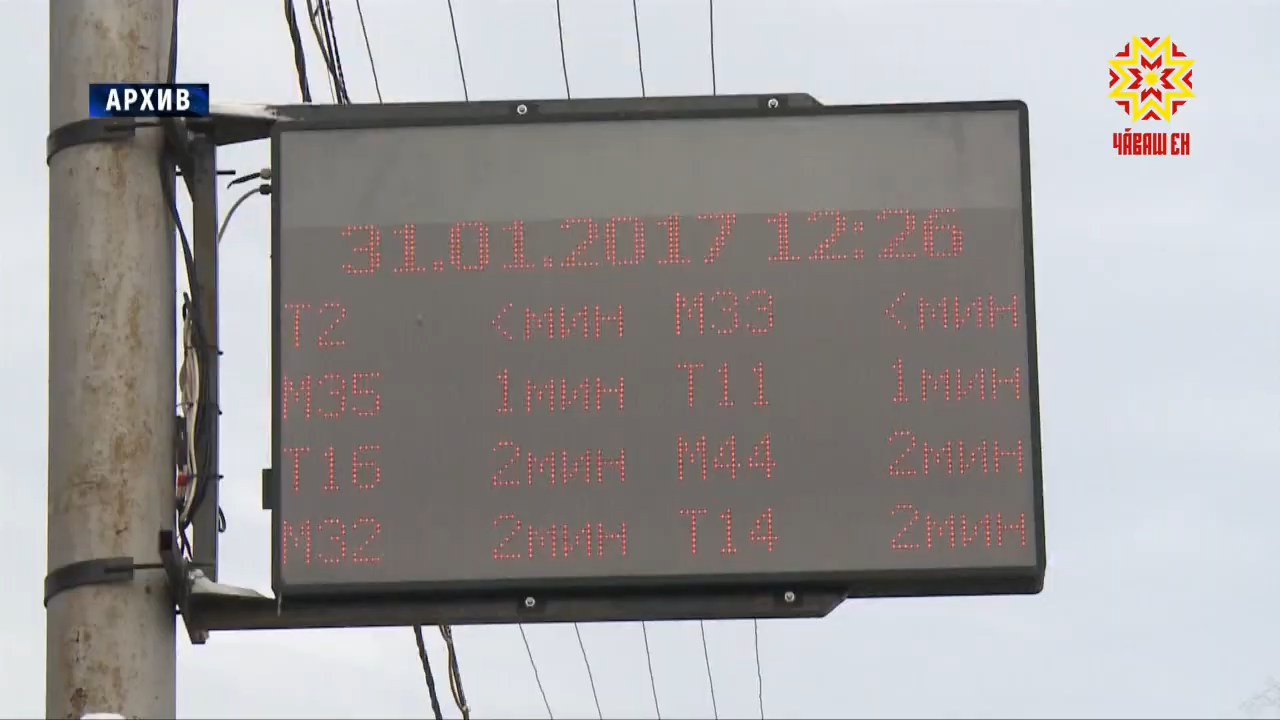 АРХИВ
ЧӐВАШ ЕН
31.01.2017 12:26
Т2 <мин М33 <мин
М35 1мин Т11 1мин
Т16 2мин М44 2мин
М32 2мин Т14 2мин